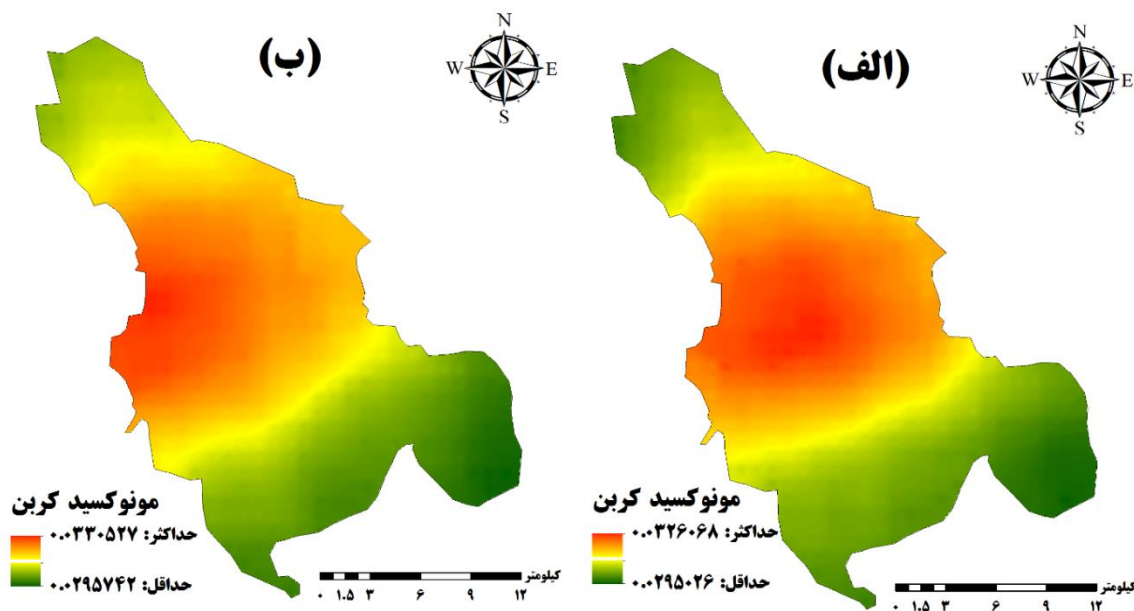 (الف)
N
W E
S
مونوکسید کربن
حداکثر: ۰.۰۳۲۶۰۶۸
حداقل: ۰.۰۲۹۵۰۲۶
کیلومتر
۰ ۱.۵ ۳ ۶ ۹ ۱۲
(ب)
N
W E
S
مونوکسید کربن
حداکثر: ۰.۰۳۳۰۵۲۷
حداقل: ۰.۰۲۹۵۷۴۲
کیلومتر
۰ ۱.۵ ۳ ۶ ۹ ۱۲